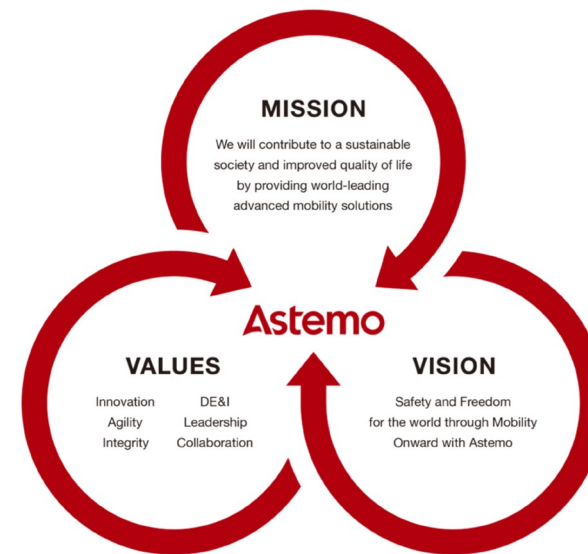 MISSION
We will contribute to a sustainable
society and improved quality of life
by providing world-leading
advanced mobility solutions
Astemo
VALUES
Innovation DE&I
Agility Leadership
Integrity Collaboration
VISION
Safety and Freedom
for the world through Mobility
Onward with Astemo